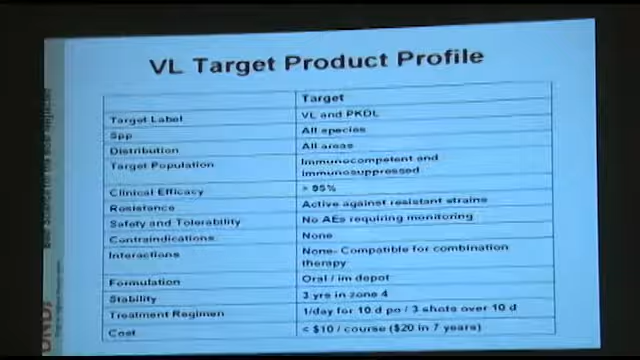 VL Target Product Profile
Target
Target Label VL and PKDL
Spp All species
Distribution All areas
Target Population Immunocompetent and
immunosuppressed
Clinical Efficacy > 95%
Resistance Active against resistant strains
Safety and Tolerability No AEs requiring monitoring
Contraindications None
Interactions None- Compatible for combination
therapy
Formulation Oral / im depot
Stability 3 yrs in zone 4
Treatment Regimen 1/day for 10 d po / 3 shots over 10 d
Cost < $10 / course ($20 in 7 years)